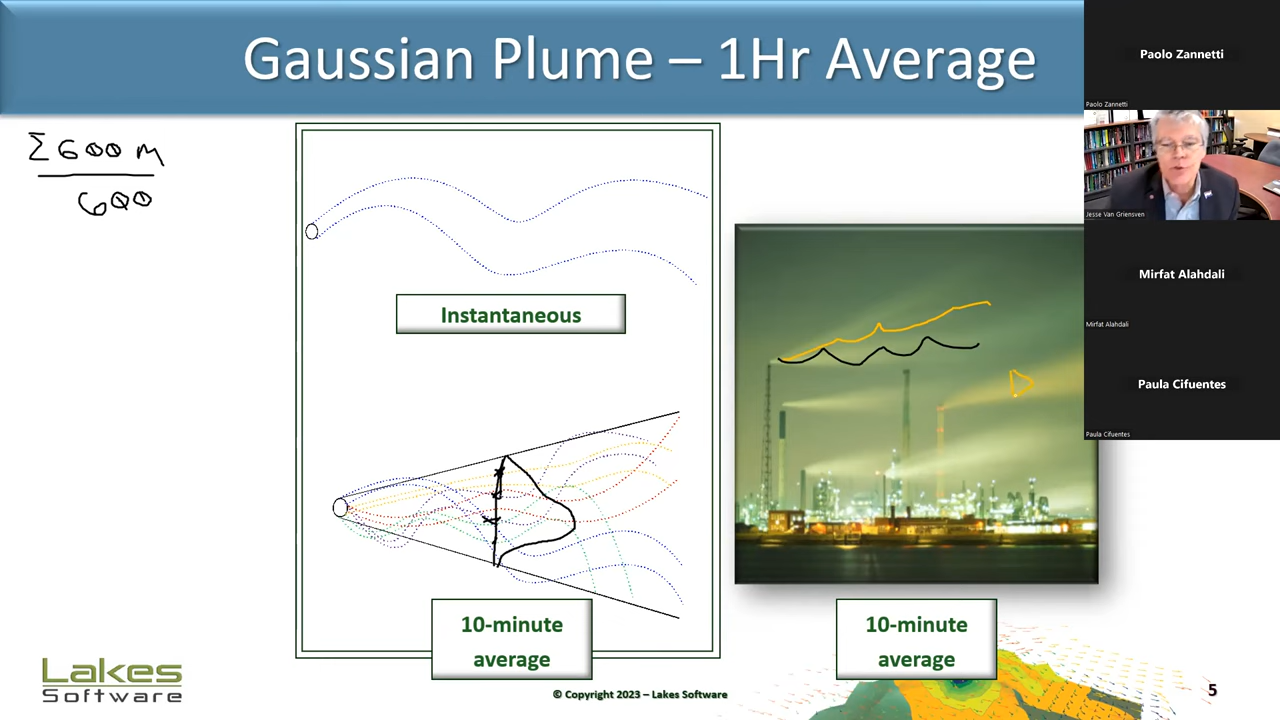 Gaussian Plume – 1Hr Average
Σ 600 M
600
Instantaneous
10-minute
average
10-minute
average
Lakes
Software
© Copyright 2023 – Lakes Software
5
Paolo Zannetti
Paolo Zannetti
Jesse Van Griensven
Mirfat Alahdali
Mirfat Alahdali
Paula Cifuentes
Paula Cifuentes